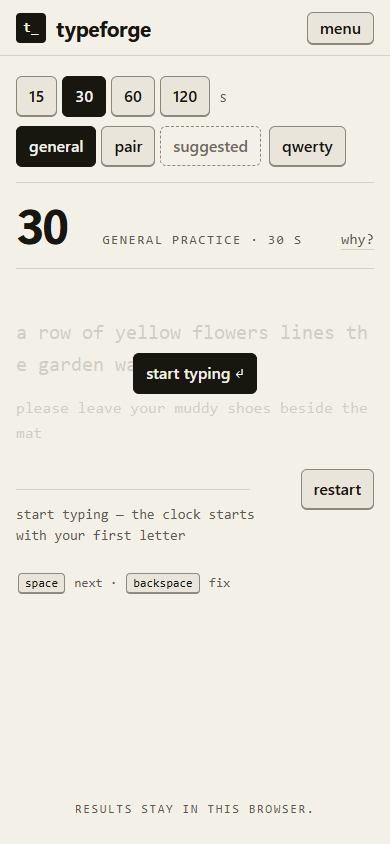 t_ typeforge menu
15 30 60 120 s
general pair suggested qwerty
30 GENERAL PRACTICE · 30 S why?
a row of yellow flowers lines th
e garden wa
start typing ↵
please leave your muddy shoes beside the
mat
restart
start typing — the clock starts
with your first letter
space next · backspace fix
RESULTS STAY IN THIS BROWSER.